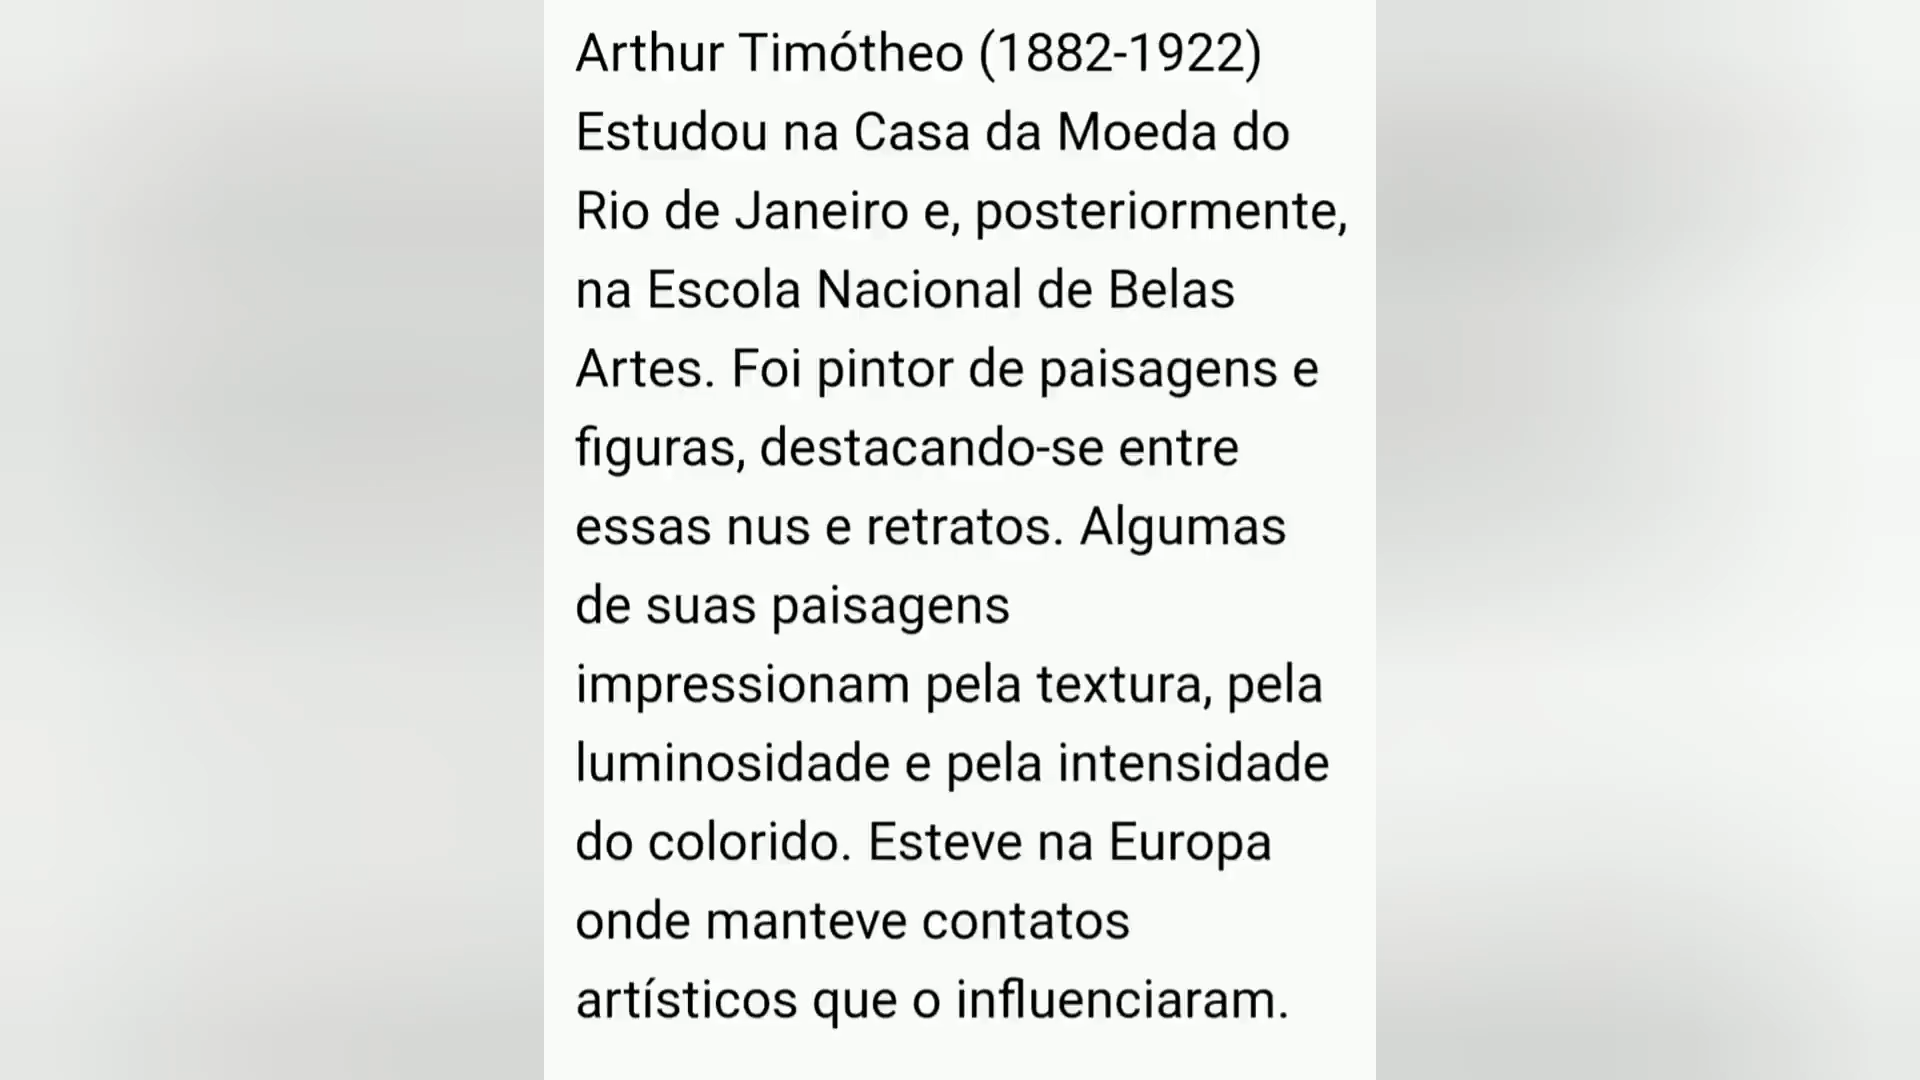 Arthur Timótheo (1882-1922)
Estudou na Casa da Moeda do
Rio de Janeiro e, posteriormente,
na Escola Nacional de Belas
Artes. Foi pintor de paisagens e
figuras, destacando-se entre
essas nus e retratos. Algumas
de suas paisagens
impressionam pela textura, pela
luminosidade e pela intensidade
do colorido. Esteve na Europa
onde manteve contatos
artísticos que o influenciaram.